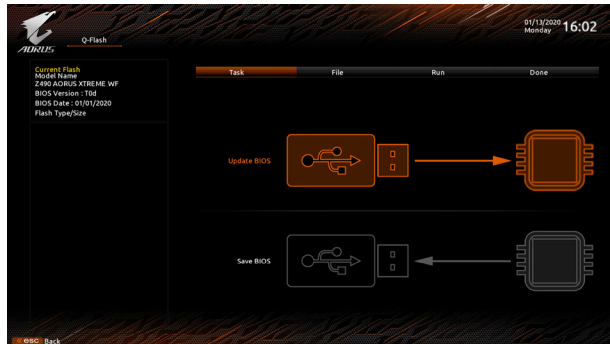 01/13/2020
Monday 16:02
AORUS
Q-Flash
Current Flash
Model Name
Z490 AORUS XTREME WF
BIOS Version : T0d
BIOS Date : 01/01/2020
Flash Type/Size
Task File Run Done
Update BIOS
Save BIOS
esc Back